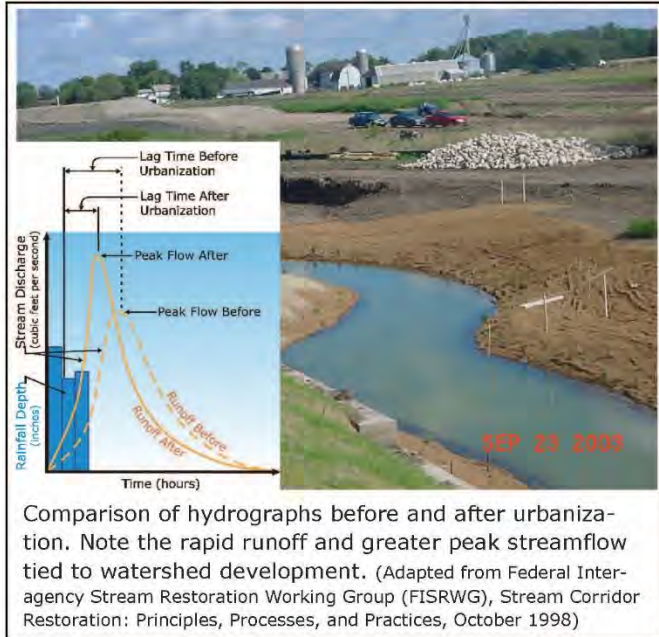 Lag Time Before
Urbanization
Lag Time After
Urbanization
Peak Flow After
Peak Flow Before
Stream Discharge
(cubic feet per second)
Rainfall Depth
(inches)
Runoff Before
Runoff After
Time (hours)
SEP 23 2003
Comparison of hydrographs before and after urbaniza-
tion. Note the rapid runoff and greater peak streamflow
tied to watershed development. (Adapted from Federal Inter-
agency Stream Restoration Working Group (FISRWG), Stream Corridor
Restoration: Principles, Processes, and Practices, October 1998)